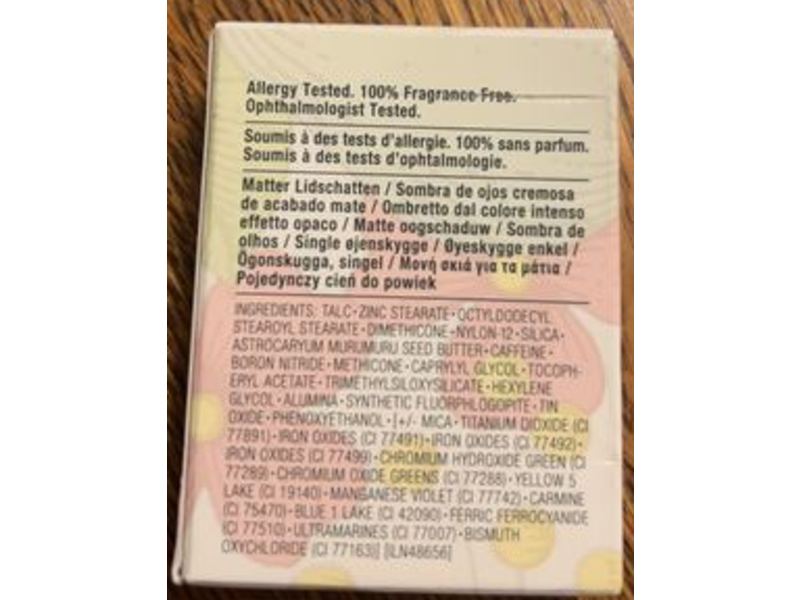 Allergy Tested. 100% Fragrance Free.
Ophthalmologist Tested.
Soumis à des tests d'allergie. 100% sans parfum.
Soumis à des tests d'ophtalmologie.
Matter Lidschatten / Sombra de ojos cremosa
de acabado mate / Ombretto dal colore intenso
effetto opaco / Matte oogschaduw / Sombra de
olhos / Single øjenskygge / Øyeskygge enkel /
Ögonskugga, singel / Μονή σκιά για τα μάτια /
Pojedynczy cień do powiek
INGREDIENTS: TALC • ZINC STEARATE • OCTYLDODECYL
STEAROYL STEARATE • DIMETHICONE • NYLON-12 • SILICA •
ASTROCARYUM MURUMURU SEED BUTTER • CAFFEINE •
BORON NITRIDE • METHICONE • CAPRYLYL GLYCOL • TOCOPH-
ERYL ACETATE • TRIMETHYLSILOXYSILICATE • HEXYLENE
GLYCOL • ALUMINA • SYNTHETIC FLUORPHLOGOPITE • TIN
OXIDE • PHENOXYETHANOL • [+/- MICA • TITANIUM DIOXIDE (CI
77891) • IRON OXIDES (CI 77491) • IRON OXIDES (CI 77492) •
IRON OXIDES (CI 77499) • CHROMIUM HYDROXIDE GREEN (CI
77289) • CHROMIUM OXIDE GREENS (CI 77288) • YELLOW 5
LAKE (CI 19140) • MANGANESE VIOLET (CI 77742) • CARMINE
(CI 75470) • BLUE 1 LAKE (CI 42090) • FERRIC FERROCYANIDE
(CI 77510) • ULTRAMARINES (CI 77007) • BISMUTH
OXYCHLORIDE (CI 77163)] [ILN48656]